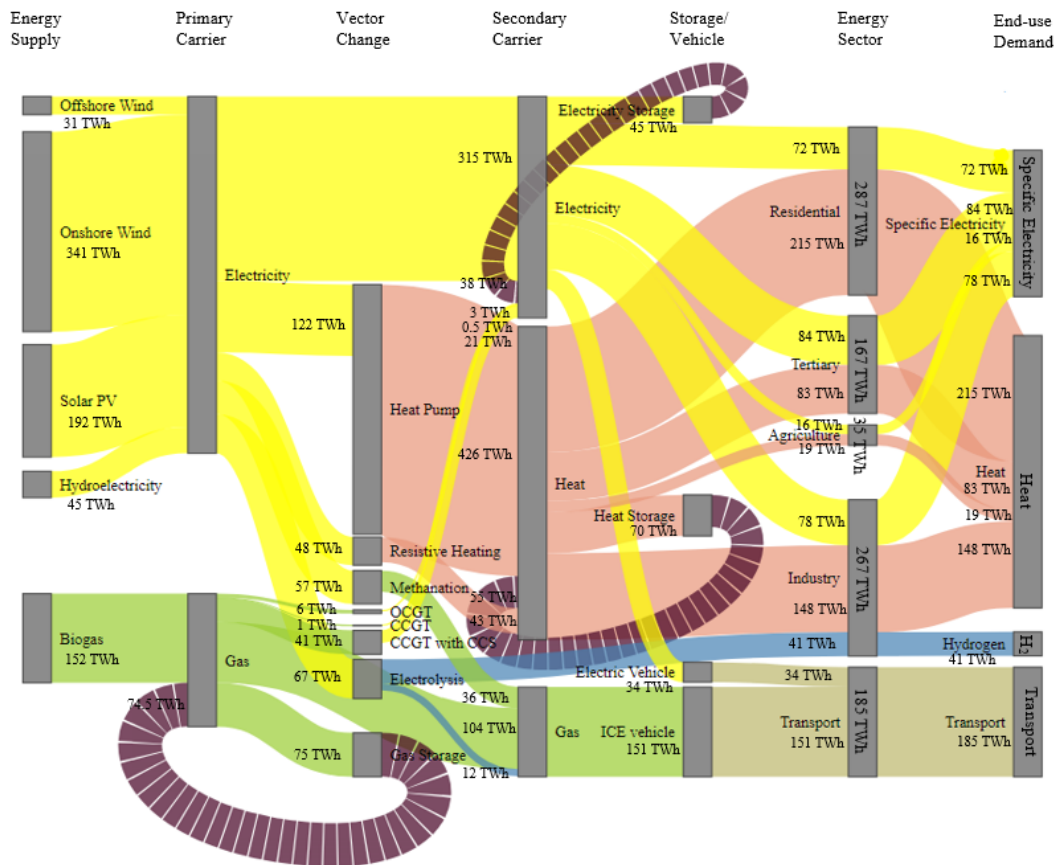 Energy
Supply
Primary
Carrier
Vector
Change
Secondary
Carrier
Storage/
Vehicle
Energy
Sector
End-use
Demand
Offshore Wind
31 TWh
Onshore Wind
341 TWh
Solar PV
192 TWh
Hydroelectricity
45 TWh
Biogas
152 TWh
Electricity
Gas
74.5 TWh
122 TWh
Heat Pump
48 TWh
Resistive Heating
57 TWh
Methanation
6 TWh
OCGT
1 TWh
CCGT
41 TWh
CCGT with CCS
67 TWh
Electrolysis
75 TWh
Gas Storage
315 TWh
Electricity
38 TWh
3 TWh
0.5 TWh
21 TWh
426 TWh
Heat
55 TWh
43 TWh
36 TWh
104 TWh
Gas
12 TWh
Electricity Storage
45 TWh
Heat Storage
70 TWh
Electric Vehicle
34 TWh
ICE vehicle
151 TWh
72 TWh
Residential
215 TWh
287 TWh
84 TWh
Tertiary
83 TWh
167 TWh
16 TWh
Agriculture
19 TWh
35 TWh
78 TWh
Industry
148 TWh
267 TWh
41 TWh
34 TWh
Transport
151 TWh
185 TWh
72 TWh
84 TWh
Specific Electricity
16 TWh
78 TWh
Specific Electricity
215 TWh
Heat
83 TWh
19 TWh
148 TWh
Heat
Hydrogen
41 TWh
H2
Transport
185 TWh
Transport